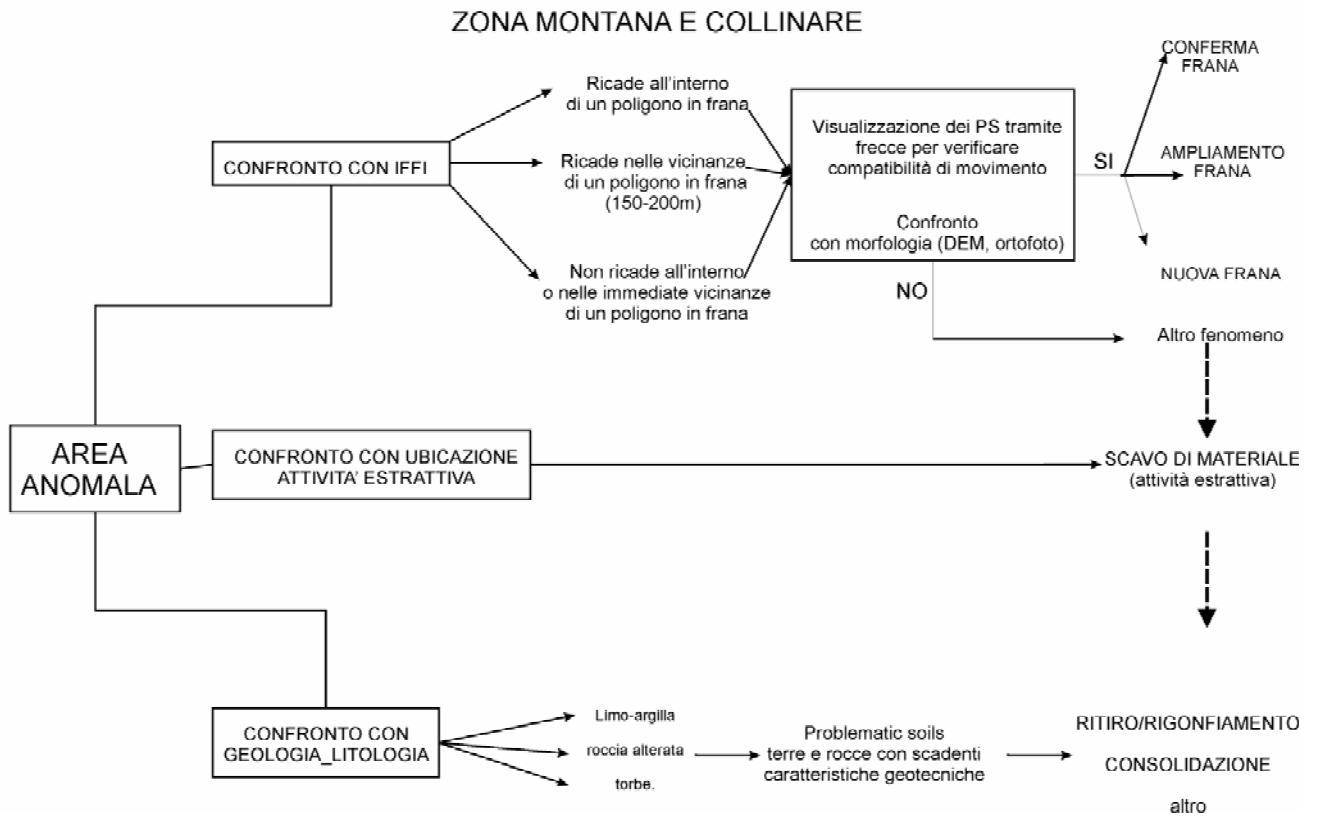 ZONA MONTANA E COLLINARE
CONFRONTO CON IFFI
Ricade all'interno
di un poligono in frana
Ricade nelle vicinanze
di un poligono in frana
(150-200m)
Non ricade all'interno
o nelle immediate vicinanze
di un poligono in frana
Visualizzazione dei PS tramite
frecce per verificare
compatibilità di movimento
Confronto
con morfologia (DEM, ortofoto)
SI
NO
CONFERMA
FRANA
AMPLIAMENTO
FRANA
NUOVA FRANA
Altro fenomeno
AREA
ANOMALA
CONFRONTO CON UBICAZIONE
ATTIVITA' ESTRATTIVA
SCAVO DI MATERIALE
(attività estrattiva)
CONFRONTO CON
GEOLOGIA_LITOLOGIA
Limo-argilla
roccia alterata
torbe.
Problematic soils
terre e rocce con scadenti
caratteristiche geotecniche
RITIRO/RIGONFIAMENTO
CONSOLIDAZIONE
altro